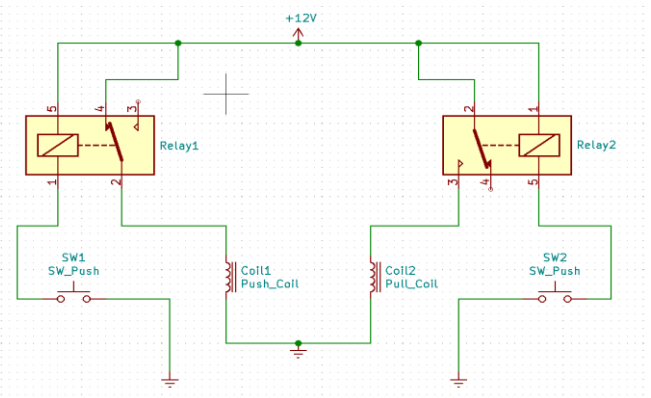 +12V
5
4
3
2
1
Relay1
Relay2
1
2
3
4
5
SW1
SW_Push
Coil1
Push_Coil
Coil2
Pull_Coil
SW2
SW_Push